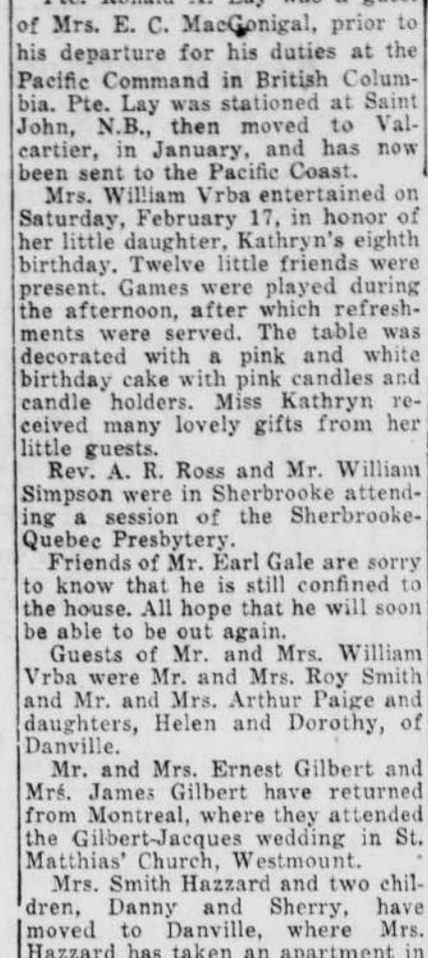 Pte. Ronald A. Lay was a guest
of Mrs. E. C. MacGonigal, prior to
his departure for his duties at the
Pacific Command in British Colum-
bia. Pte. Lay was stationed at Saint
John, N.B., then moved to Val-
cartier, in January, and has now
been sent to the Pacific Coast.
Mrs. William Vrba entertained on
Saturday, February 17, in honor of
her little daughter, Kathryn's eighth
birthday. Twelve little friends were
present. Games were played during
the afternoon, after which refresh-
ments were served. The table was
decorated with a pink and white
birthday cake with pink candles and
candle holders. Miss Kathryn re-
ceived many lovely gifts from her
little guests.
Rev. A. R. Ross and Mr. William
Simpson were in Sherbrooke attend-
ing a session of the Sherbrooke-
Quebec Presbytery.
Friends of Mr. Earl Gale are sorry
to know that he is still confined to
the house. All hope that he will soon
be able to be out again.
Guests of Mr. and Mrs. William
Vrba were Mr. and Mrs. Roy Smith
and Mr. and Mrs. Arthur Paige and
daughters, Helen and Dorothy, of
Danville.
Mr. and Mrs. Ernest Gilbert and
Mrs. James Gilbert have returned
from Montreal, where they attended
the Gilbert-Jacques wedding in St.
Matthias' Church, Westmount.
Mrs. Smith Hazzard and two chil-
dren, Danny and Sherry, have
moved to Danville, where Mrs.
Hazzard has taken an apartment in